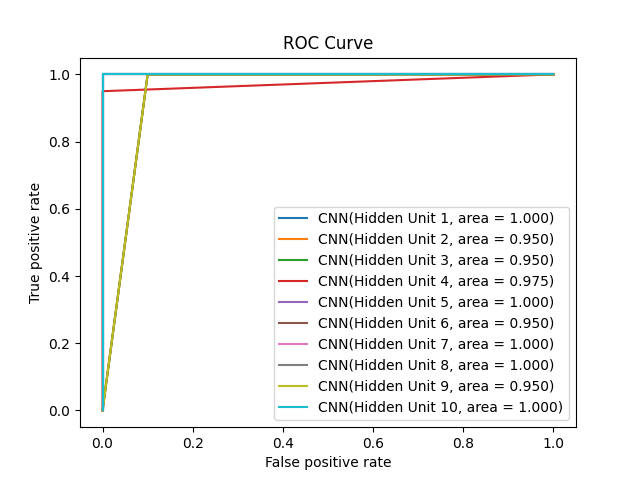 ROC Curve
True positive rate
1.0
0.8
0.6
0.4
0.2
0.0
CNN(Hidden Unit 1, area = 1.000)
CNN(Hidden Unit 2, area = 0.950)
CNN(Hidden Unit 3, area = 0.950)
CNN(Hidden Unit 4, area = 0.975)
CNN(Hidden Unit 5, area = 1.000)
CNN(Hidden Unit 6, area = 0.950)
CNN(Hidden Unit 7, area = 1.000)
CNN(Hidden Unit 8, area = 1.000)
CNN(Hidden Unit 9, area = 0.950)
CNN(Hidden Unit 10, area = 1.000)
0.0 0.2 0.4 0.6 0.8 1.0
False positive rate